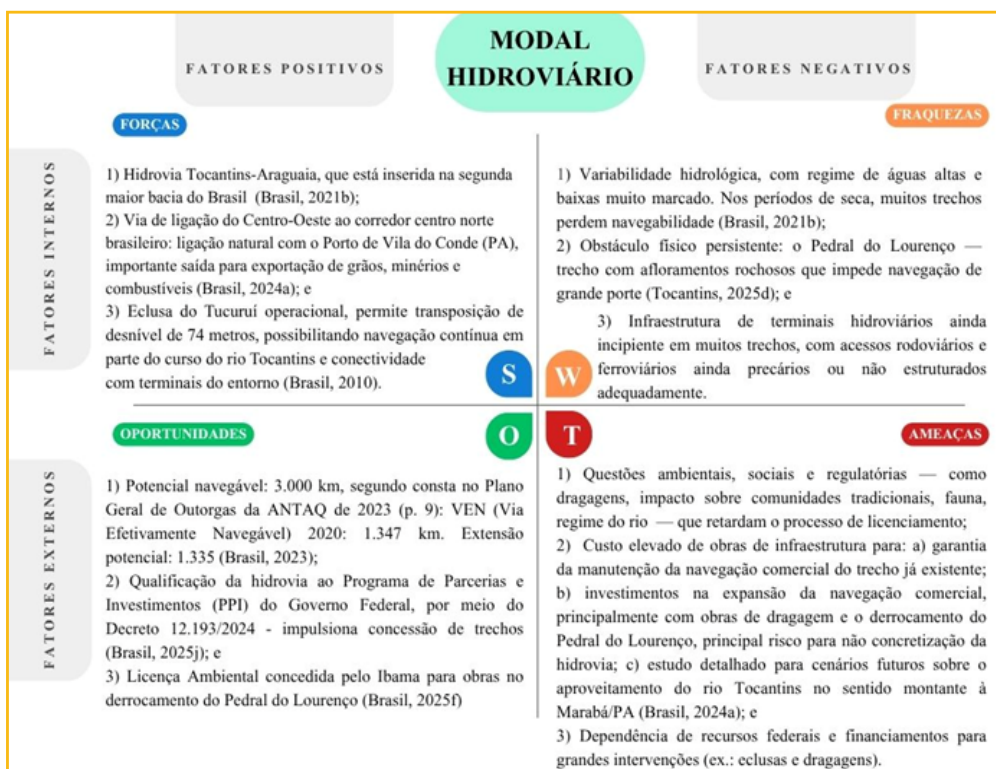 FATORES POSITIVOS
MODAL
HIDROVIÁRIO
FATORES NEGATIVOS
FATORES INTERNOS
FORÇAS
1) Hidrovia Tocantins-Araguaia, que está inserida na segunda
maior bacia do Brasil (Brasil, 2021b);
2) Via de ligação do Centro-Oeste ao corredor centro norte
brasileiro: ligação natural com o Porto de Vila do Conde (PA),
importante saída para exportação de grãos, minérios e
combustíveis (Brasil, 2024a); e
3) Eclusa do Tucuruí operacional, permite transposição de
desnível de 74 metros, possibilitando navegação contínua em
parte do curso do rio Tocantins e conectividade
com terminais do entorno (Brasil, 2010).
S
FRAQUEZAS
1) Variabilidade hidrológica, com regime de águas altas e
baixas muito marcado. Nos períodos de seca, muitos trechos
perdem navegabilidade (Brasil, 2021b);
2) Obstáculo físico persistente: o Pedral do Lourenço —
trecho com afloramentos rochosos que impede navegação de
grande porte (Tocantins, 2025d); e
3) Infraestrutura de terminais hidroviários ainda
incipiente em muitos trechos, com acessos rodoviários e
ferroviários ainda precários ou não estruturados
adequadamente.
W
FATORES EXTERNOS
OPORTUNIDADES
O
1) Potencial navegável: 3.000 km, segundo consta no Plano
Geral de Outorgas da ANTAQ de 2023 (p. 9): VEN (Via
Efetivamente Navegável) 2020: 1.347 km. Extensão
potencial: 1.335 (Brasil, 2023);
2) Qualificação da hidrovia ao Programa de Parcerias e
Investimentos (PPI) do Governo Federal, por meio do
Decreto 12.193/2024 - impulsiona concessão de trechos
(Brasil, 2025j); e
3) Licença Ambiental concedida pelo Ibama para obras no
derrocamento do Pedral do Lourenço (Brasil, 2025f)
T
AMEAÇAS
1) Questões ambientais, sociais e regulatórias — como
dragagens, impacto sobre comunidades tradicionais, fauna,
regime do rio — que retardam o processo de licenciamento;
2) Custo elevado de obras de infraestrutura para: a) garantia
da manutenção da navegação comercial do trecho já existente;
b) investimentos na expansão da navegação comercial,
principalmente com obras de dragagem e o derrocamento do
Pedral do Lourenço, principal risco para não concretização da
hidrovia; c) estudo detalhado para cenários futuros sobre o
aproveitamento do rio Tocantins no sentido montante à
Marabá/PA (Brasil, 2024a); e
3) Dependência de recursos federais e financiamentos para
grandes intervenções (ex.: eclusas e dragagens).